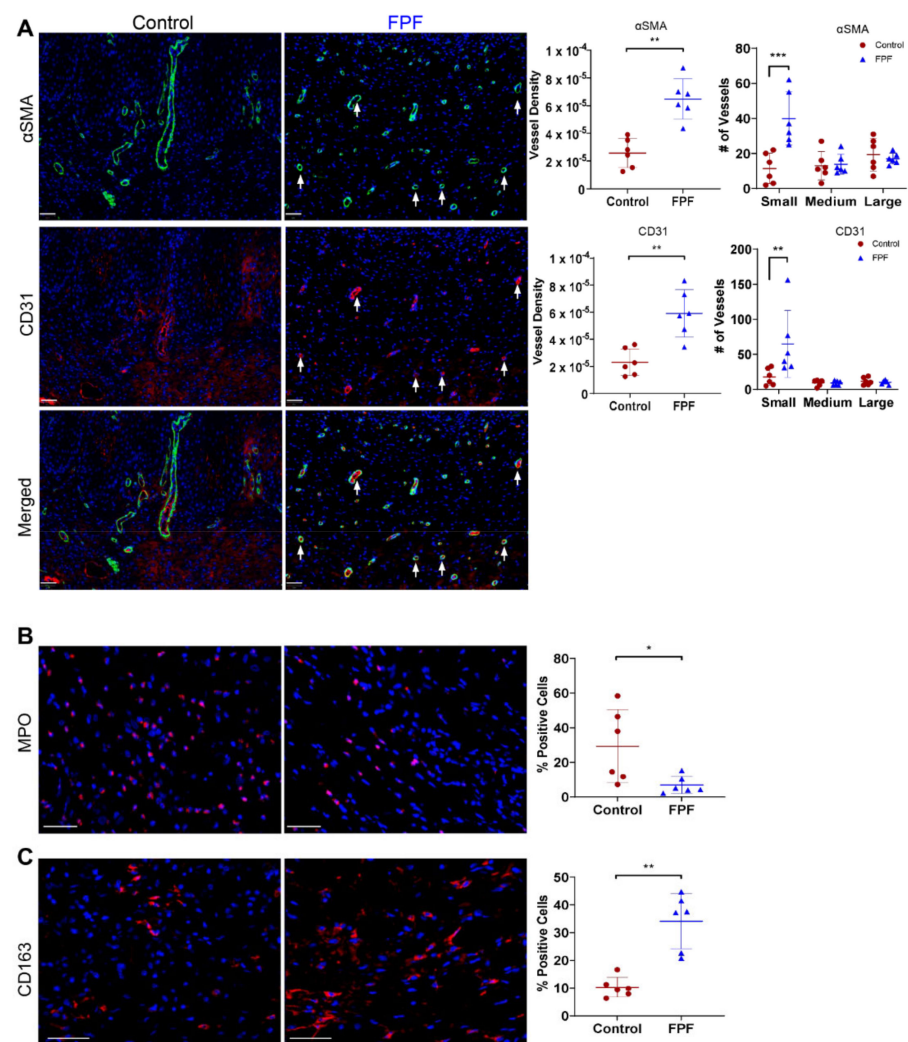 Control
FPF
A
αSMA
CD31
Merged
αSMA
**
Vessel Density
1 x 10-4
8 x 10-5
6 x 10-5
4 x 10-5
2 x 10-5
Control
FPF
αSMA
Control
FPF
***
# of Vessels
80
60
40
20
0
Small
Medium
Large
CD31
**
Vessel Density
1 x 10-4
8 x 10-5
6 x 10-5
4 x 10-5
2 x 10-5
0
Control
FPF
CD31
Control
FPF
**
# of Vessels
200
150
100
50
0
Small
Medium
Large
B
MPO
*
% Positive Cells
80
60
40
20
0
Control
FPF
C
CD163
**
% Positive Cells
50
40
30
20
10
0
Control
FPF